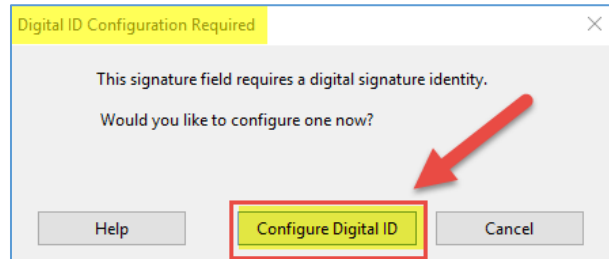 Digital ID Configuration Required
This signature field requires a digital signature identity.
Would you like to configure one now?
Help
Configure Digital ID
Cancel